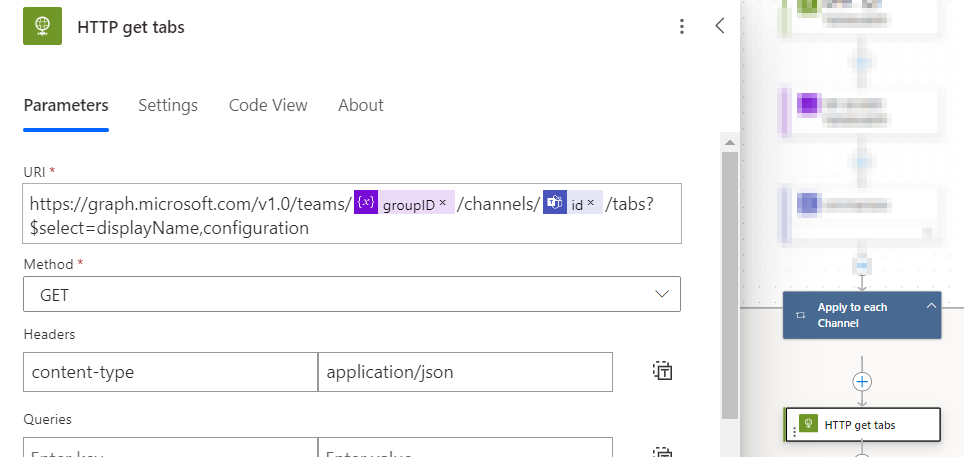 HTTP get tabs
Parameters
Settings
Code View
About
URI *
https://graph.microsoft.com/v1.0/teams/ {x} groupID × /channels/ id × /tabs?
$select=displayName,configuration
Method *
GET
Headers
content-type
application/json
Queries
Enter key
Enter value
Apply to each
Channel
HTTP get tabs